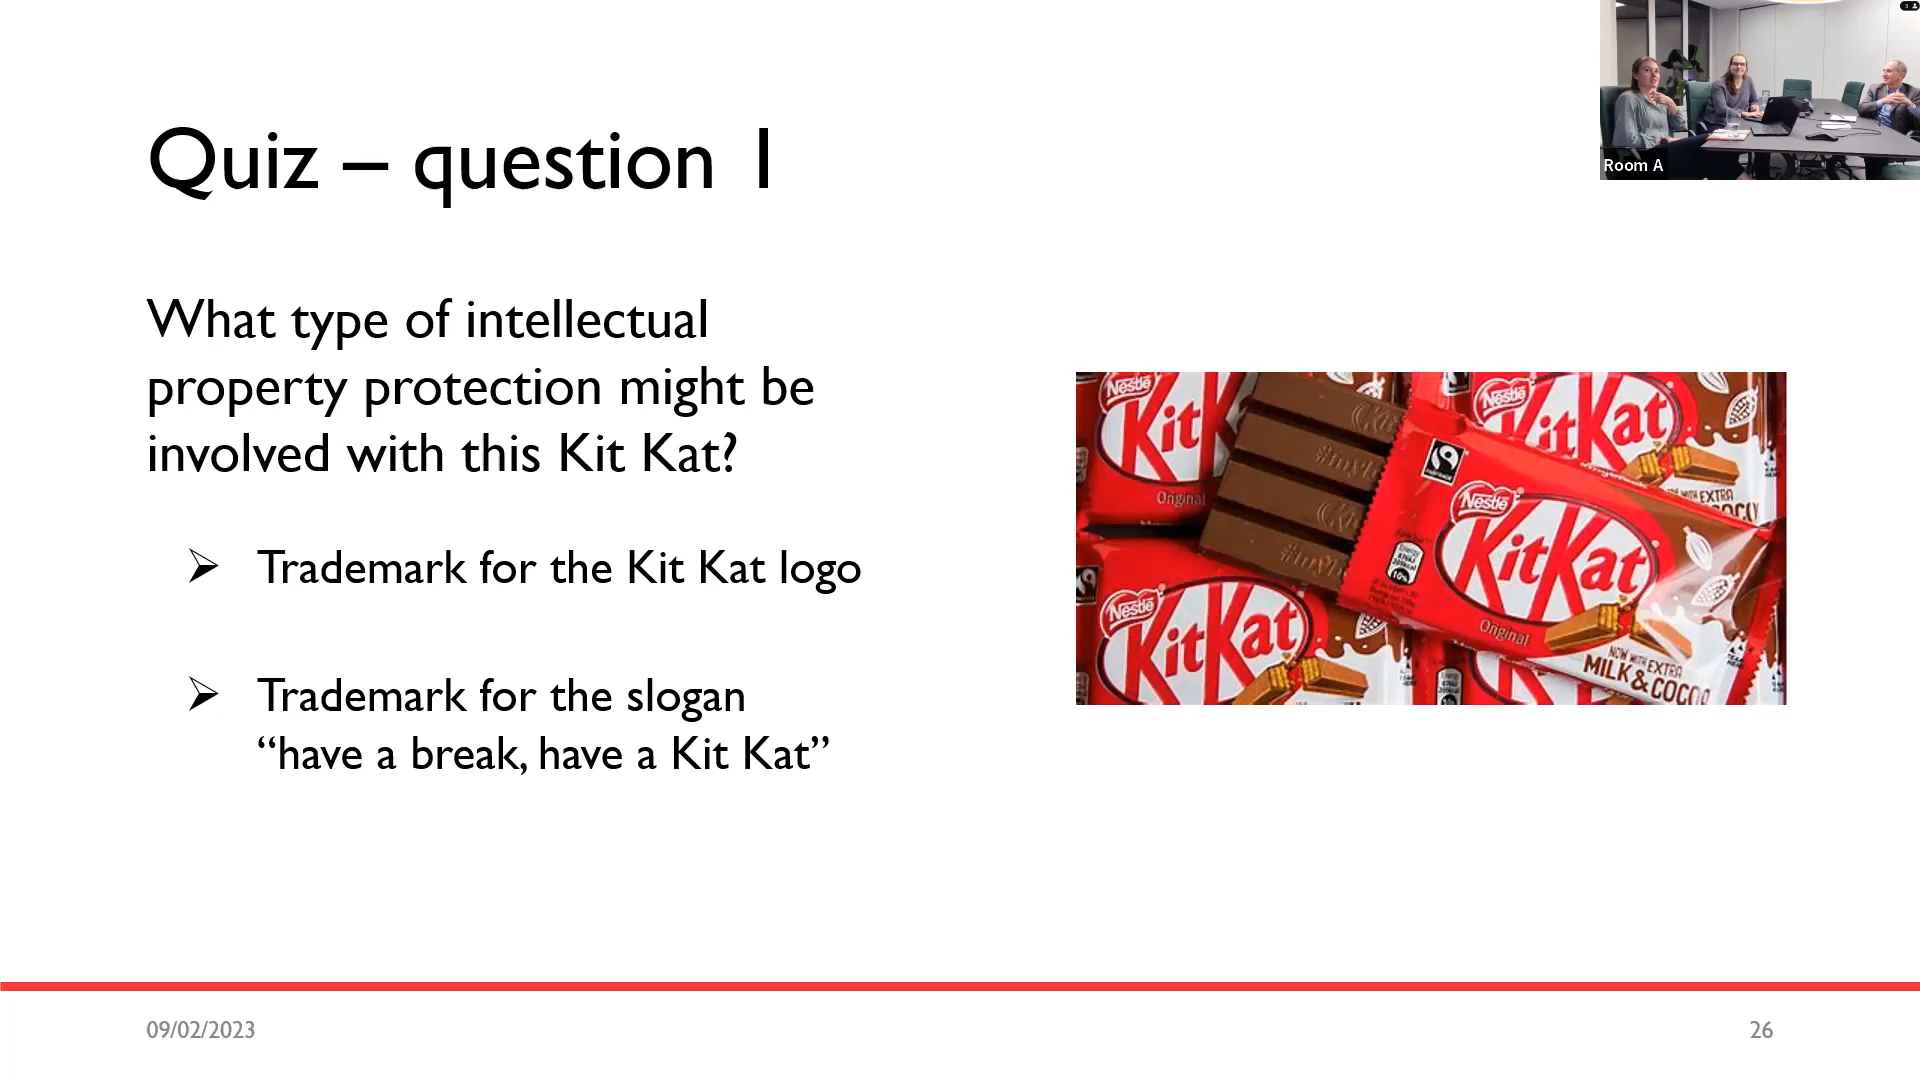 Quiz – question 1
Room A
What type of intellectual
property protection might be
involved with this Kit Kat?
➢ Trademark for the Kit Kat logo
➢ Trademark for the slogan
“have a break, have a Kit Kat”
Nestlé
KitKat
Original
Nestlé
KitKat
Nestlé
KitKat
Original
NOW WITH EXTRA
MILK & COCOA
Nestlé
KitKat
09/02/2023
26